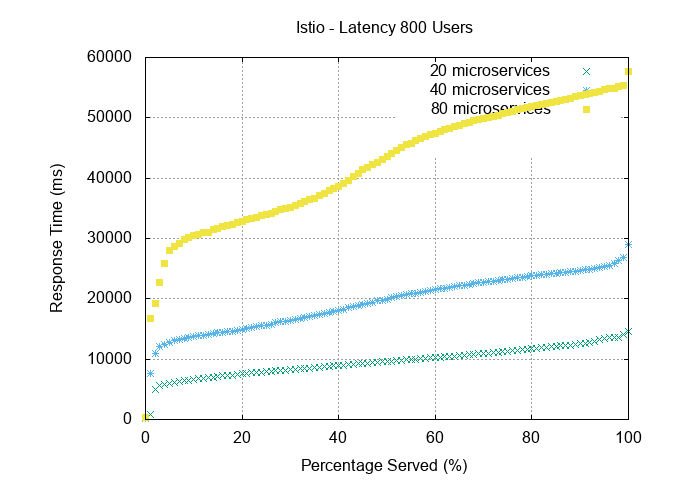 Istio - Latency 800 Users
60000
50000
40000
30000
20000
10000
0
Response Time (ms)
20 microservices
40 microservices
80 microservices
0 20 40 60 80 100
Percentage Served (%)